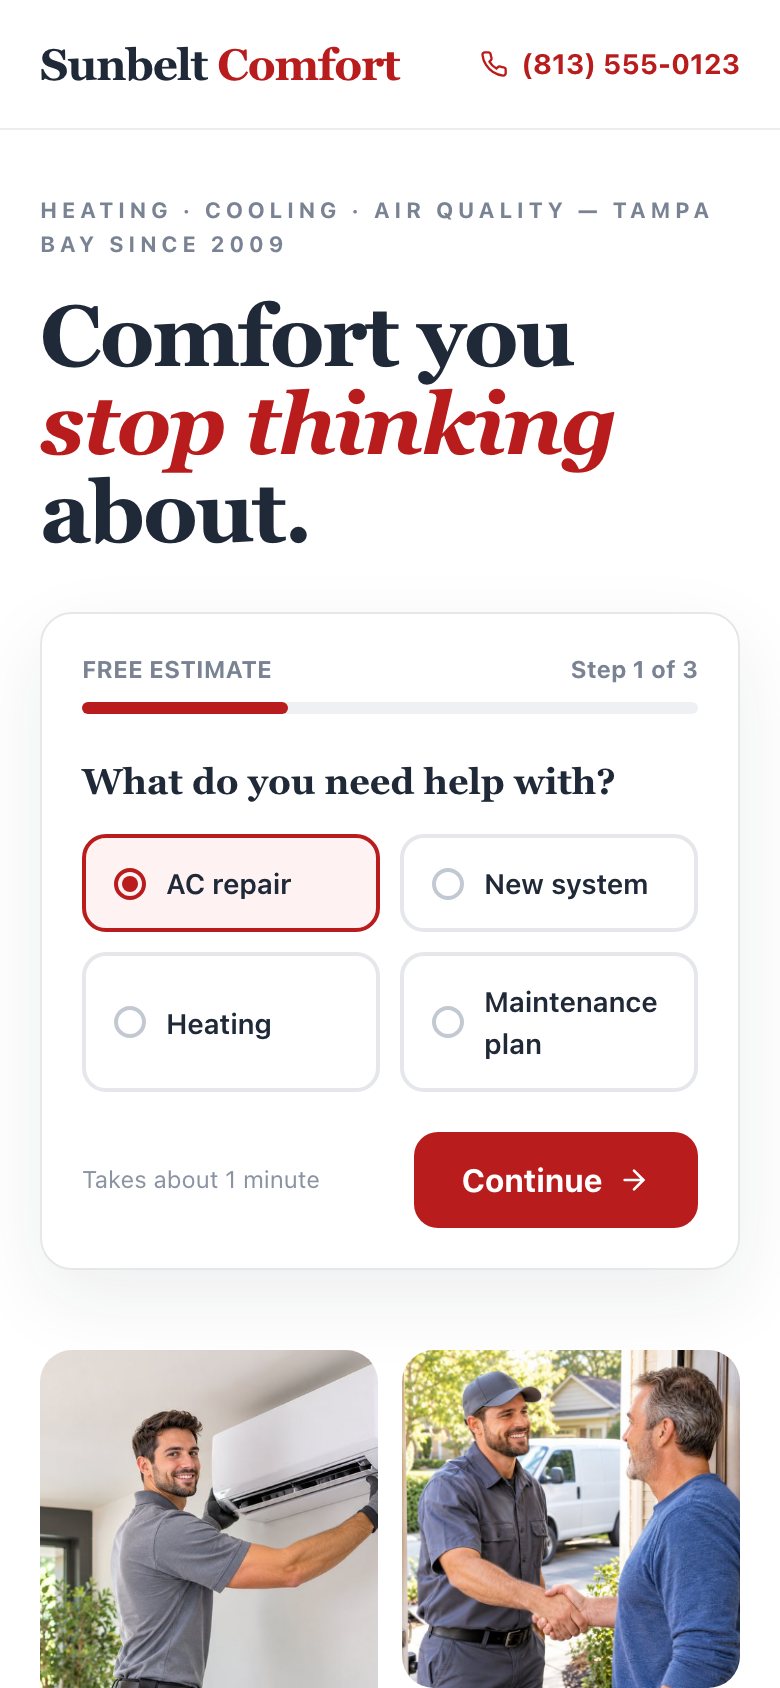 Sunbelt Comfort
(813) 555-0123
HEATING · COOLING · AIR QUALITY — TAMPA
BAY SINCE 2009
Comfort you
stop thinking
about.
FREE ESTIMATE
Step 1 of 3
What do you need help with?
AC repair
New system
Heating
Maintenance
plan
Takes about 1 minute
Continue →